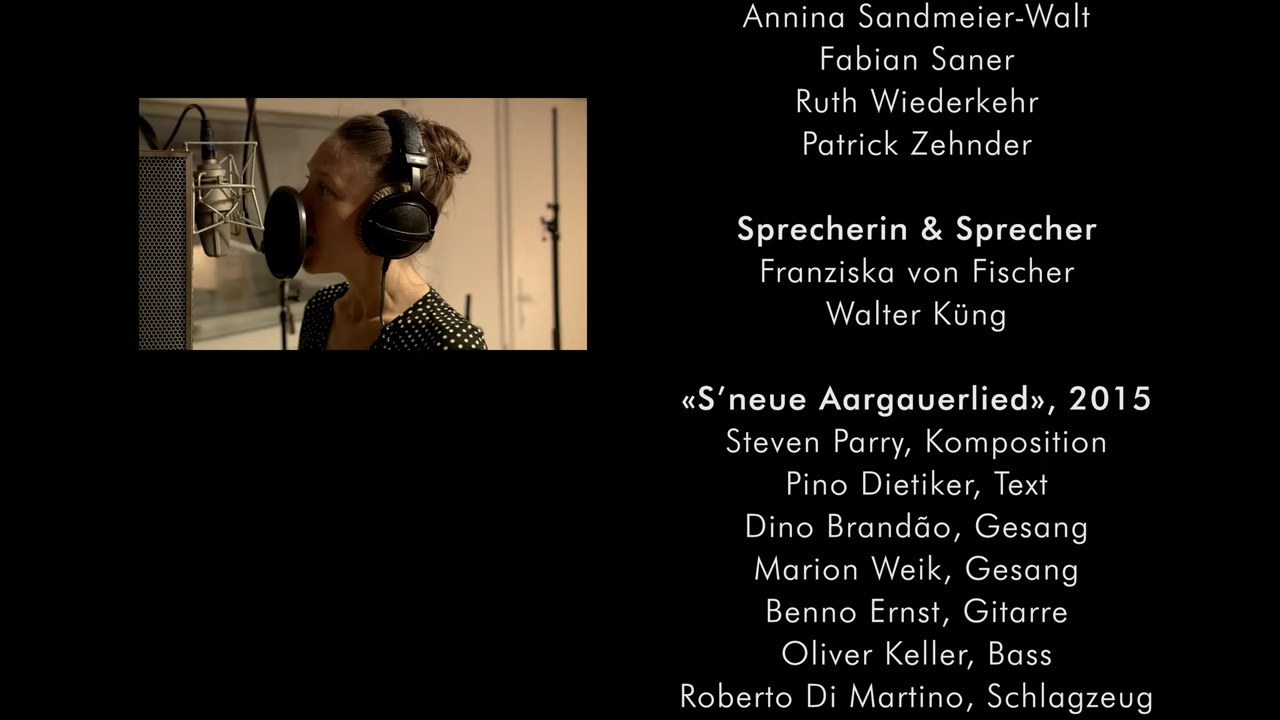 Annina Sandmeier-Walt
Fabian Saner
Ruth Wiederkehr
Patrick Zehnder
Sprecherin & Sprecher
Franziska von Fischer
Walter Küng
«S’neue Aargauerlied», 2015
Steven Parry, Komposition
Pino Dietiker, Text
Dino Brandão, Gesang
Marion Weik, Gesang
Benno Ernst, Gitarre
Oliver Keller, Bass
Roberto Di Martino, Schlagzeug